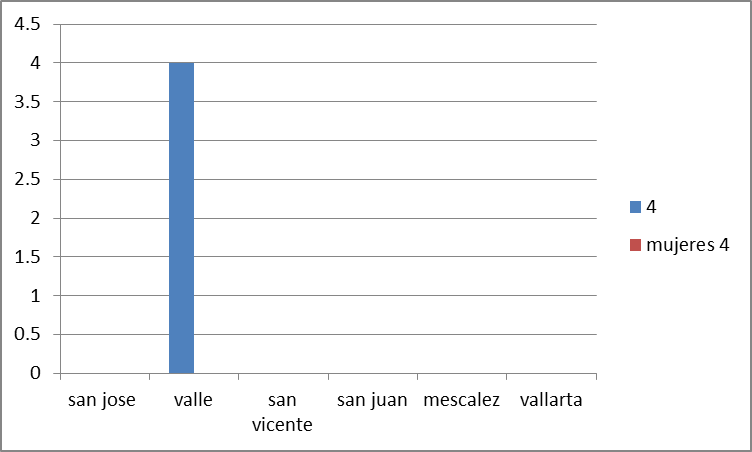 4.5
4
3.5
3
2.5
2
1.5
1
0.5
0
san jose
valle
san
vicente
san juan
mescalez
vallarta
4
mujeres 4